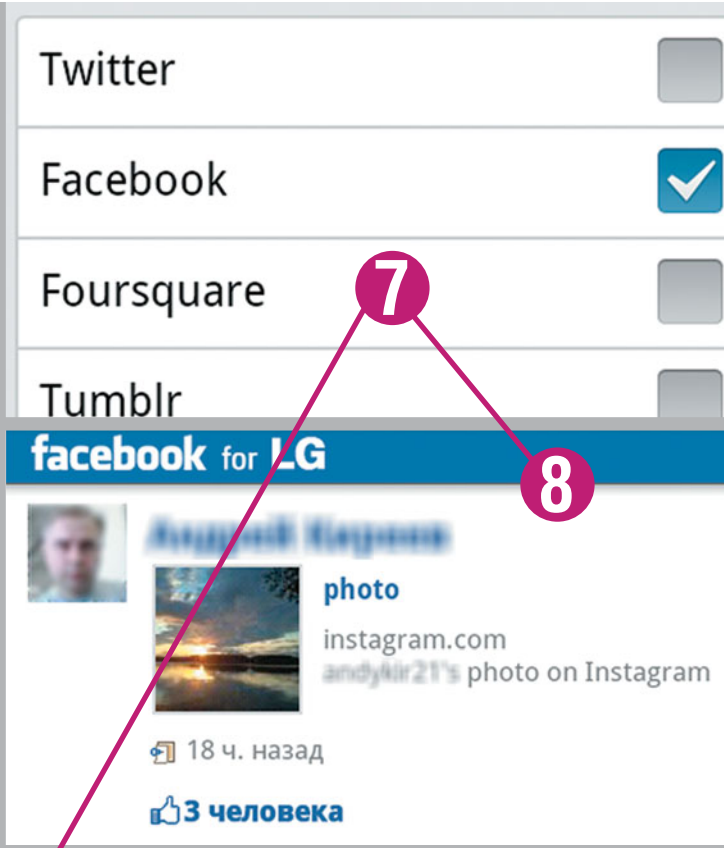 Twitter
Facebook
Foursquare
7
Tumblr
facebook for LG
8
photo
instagram.com
photo on Instagram
18 ч. назад
3 человека